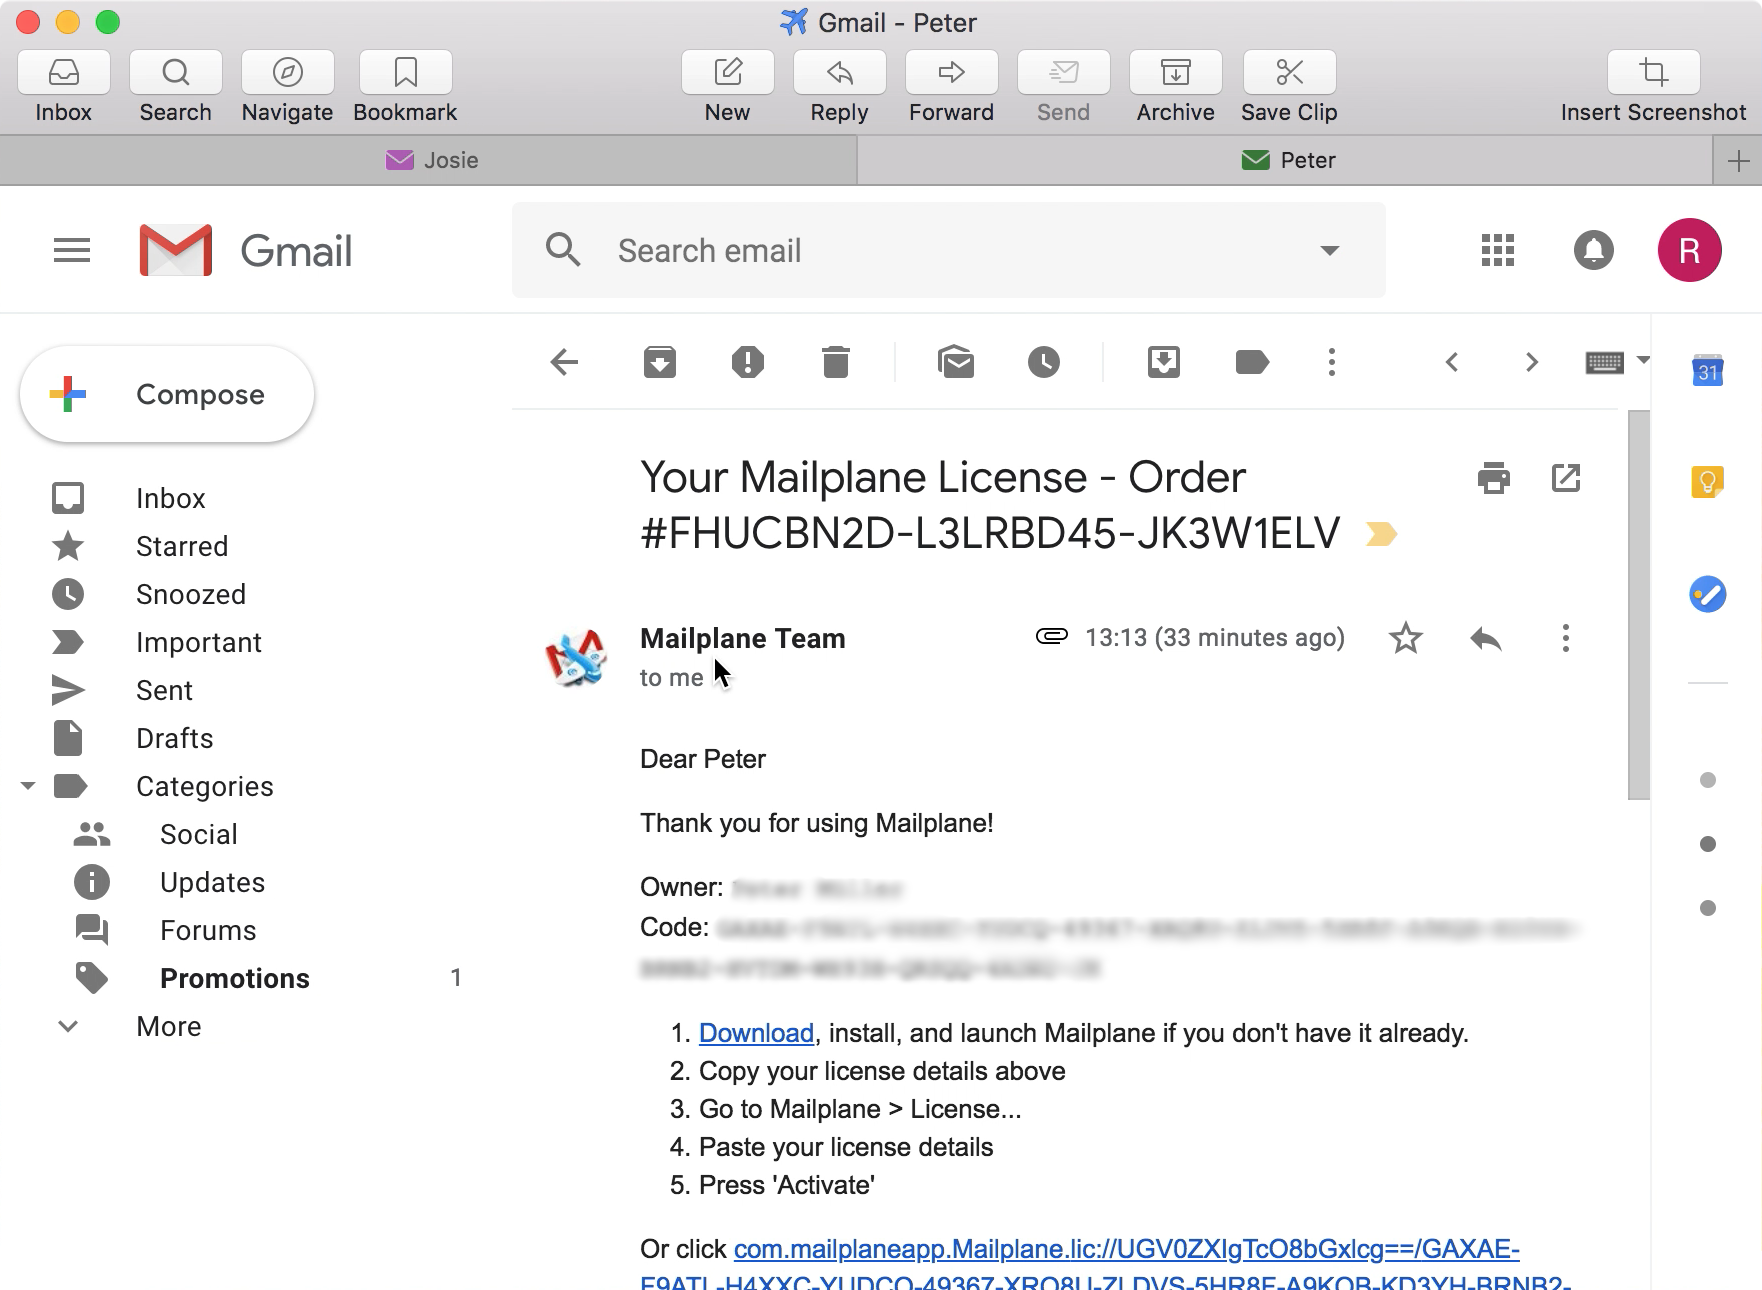 Gmail - Peter
Inbox Search Navigate Bookmark New Reply Forward Send Archive Save Clip Insert Screenshot
Josie Peter
Gmail Search email R
Compose
31
Inbox
Starred
Snoozed
Important
Sent
Drafts
Categories
Social
Updates
Forums
Promotions 1
More
Your Mailplane License - Order
#FHUCBN2D-L3LRBD45-JK3W1ELV
Mailplane Team 13:13 (33 minutes ago)
to me
Dear Peter
Thank you for using Mailplane!
Owner:
Code:
1. Download, install, and launch Mailplane if you don't have it already.
2. Copy your license details above
3. Go to Mailplane > License...
4. Paste your license details
5. Press 'Activate'
Or click com.mailplaneapp.Mailplane.lic://UGV0ZXIgTcO8bGxlcg==/GAXAE-